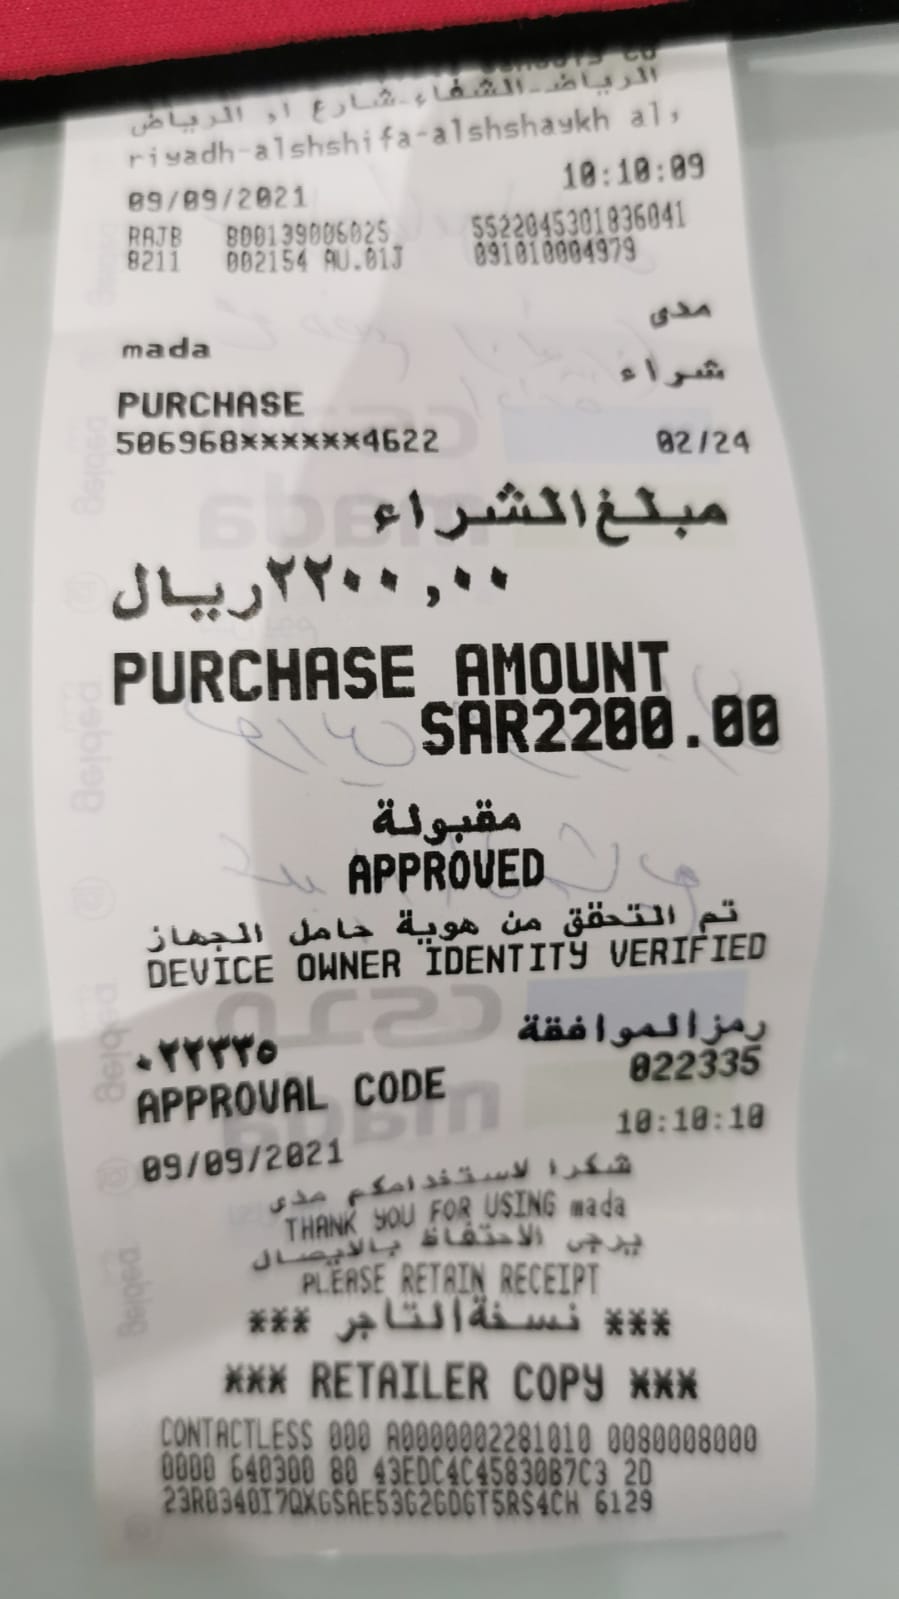 الرياض-الشفاء-شارع او الرياض
riyadh-alshshifa-alshshaykh al,
09/09/2021 10:10:09
RAJB 800139006025 5522045301836041
8211 002154 AU.01J 091010004979
مدى
mada
شراء
PURCHASE
506968******4622 02/24
مبلغ الشراء
٢٢٠٠,٠٠ ريال
PURCHASE AMOUNT
SAR2200.00
مقبولة
APPROVED
تم التحقق من هوية حامل الجهاز
DEVICE OWNER IDENTITY VERIFIED
رمز الموافقة
٠٢٢٣٣٥ 022335
APPROVAL CODE
09/09/2021 10:10:10
شكرا لاستخدامكم مدى
THANK YOU FOR USING mada
يرجى الاحتفاظ بالايصال
PLEASE RETAIN RECEIPT
*** نسخة التاجر ***
*** RETAILER COPY ***
CONTACTLESS 000 A0000002281010 0080008000
0000 640300 80 43EDC4C45830B7C3 2D
23R0340I7QXGSAE53G2GDGT5RS4CH 6129